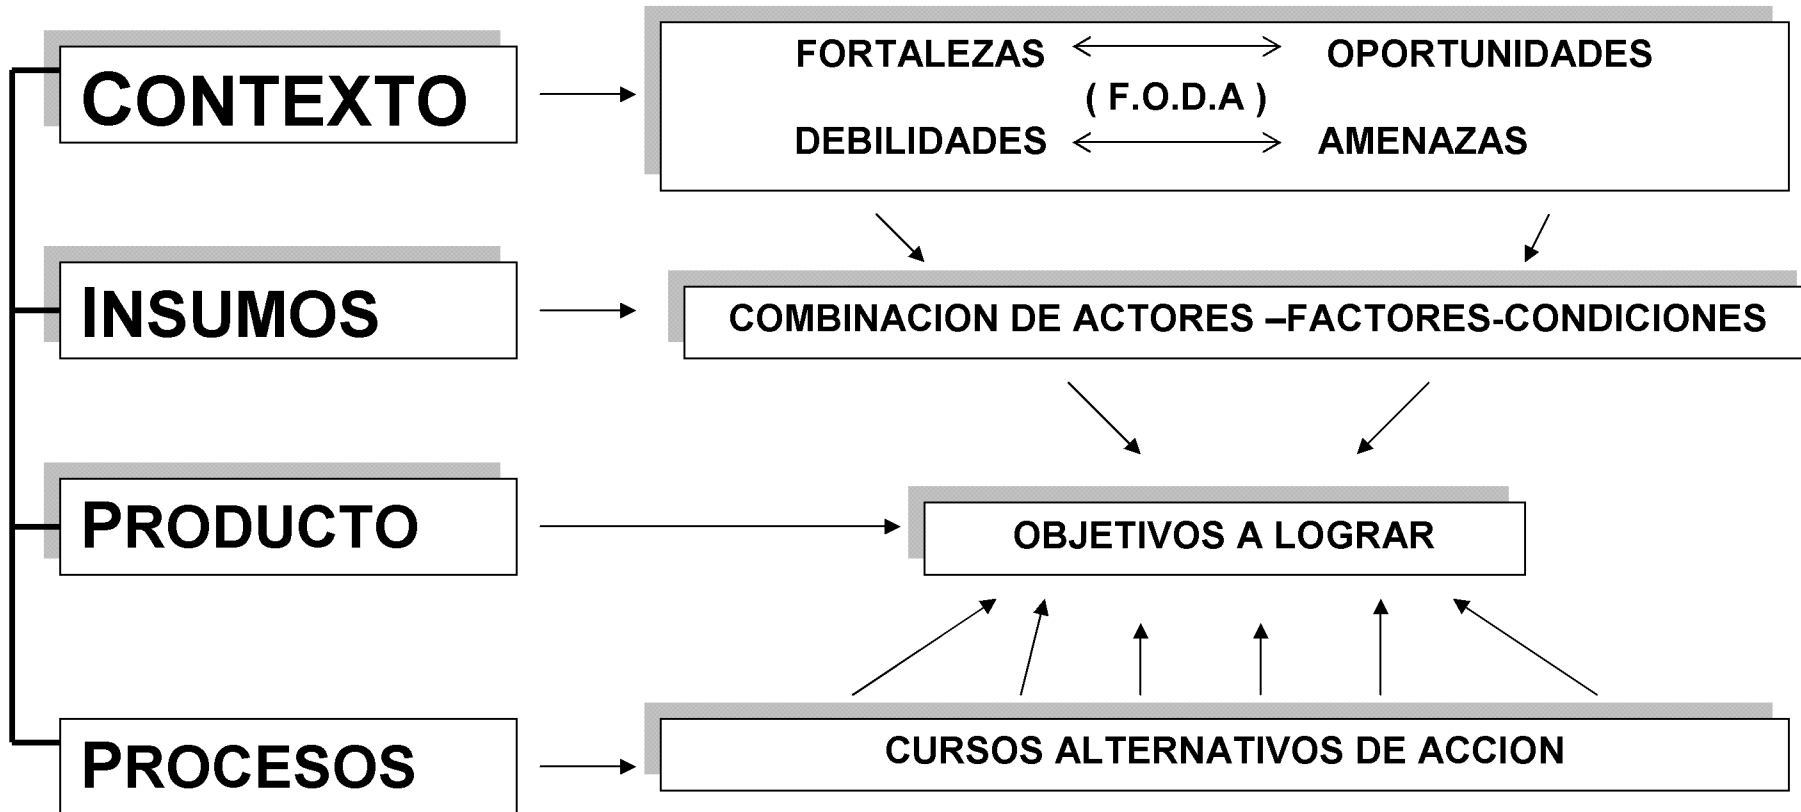 CONTEXTO
FORTALEZAS OPORTUNIDADES
( F.O.D.A )
DEBILIDADES AMENAZAS
INSUMOS
COMBINACION DE ACTORES –FACTORES-CONDICIONES
PRODUCTO
OBJETIVOS A LOGRAR
PROCESOS
CURSOS ALTERNATIVOS DE ACCION